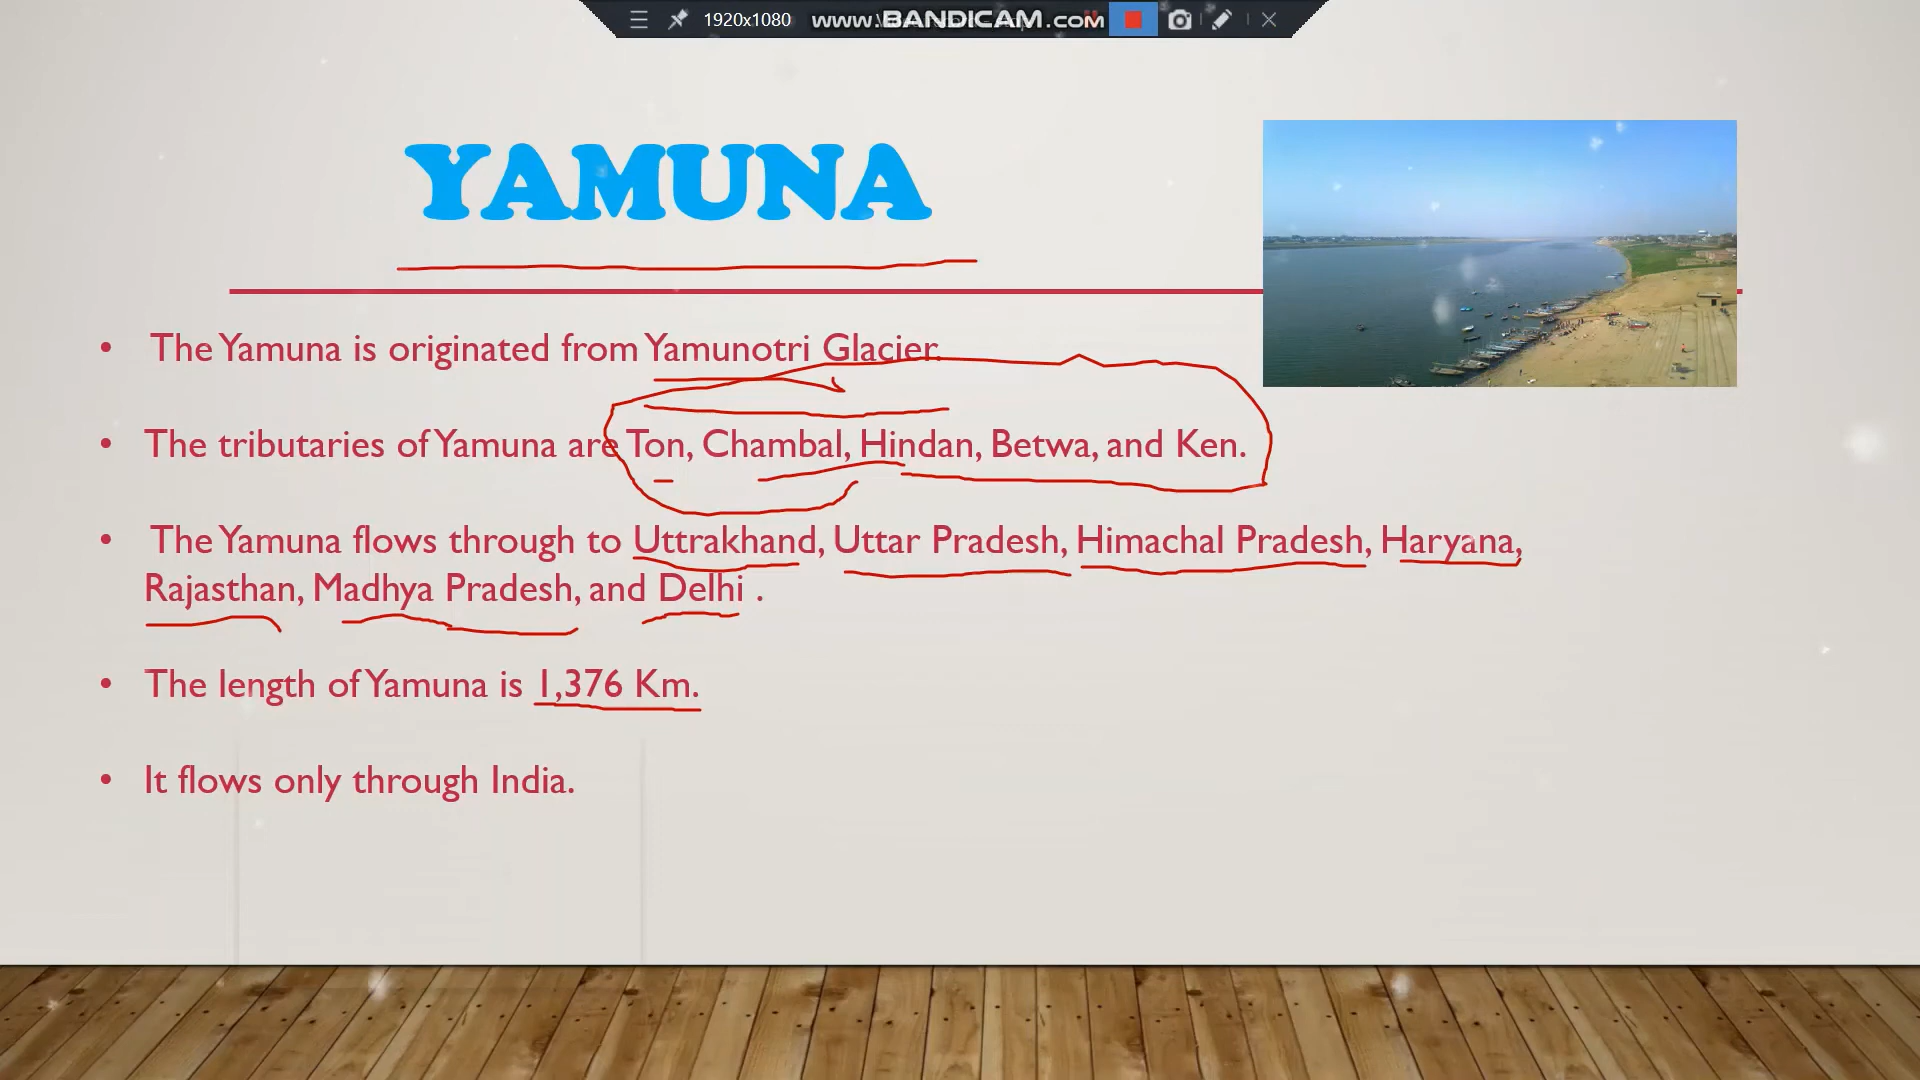 1920x1080 www.BANDICAM.com
YAMUNA
• The Yamuna is originated from Yamunotri Glacier.
• The tributaries of Yamuna are Ton, Chambal, Hindan, Betwa, and Ken.
• The Yamuna flows through to Uttrakhand, Uttar Pradesh, Himachal Pradesh, Haryana,
Rajasthan, Madhya Pradesh, and Delhi .
• The length of Yamuna is 1,376 Km.
• It flows only through India.